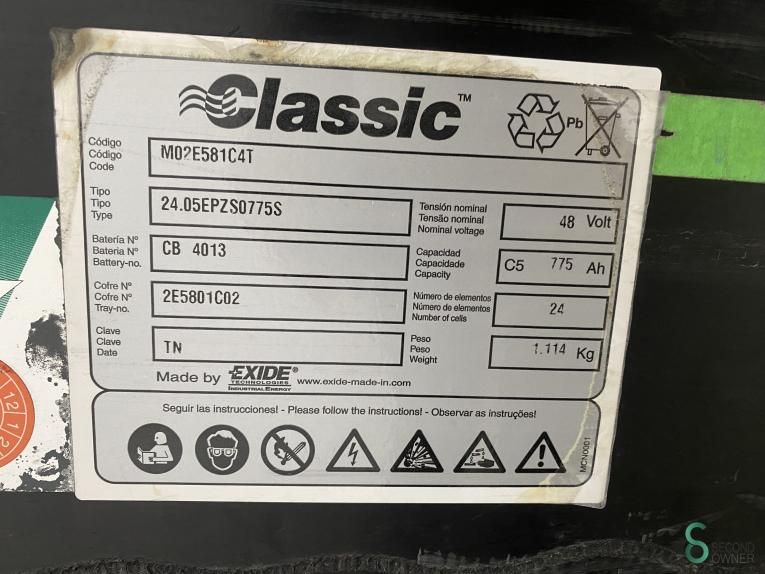 Classic™
Pb
Código
Código
Code
M02E581C4T
Tipo
Tipo
Type
24.05EPZS0775S
Tensión nominal
Tensão nominal
Nominal voltage
48 Volt
Batería Nº
Bateria Nº
Battery-no.
CB 4013
Capacidad
Capacidade
Capacity
C5 775 Ah
Cofre Nº
Cofre Nº
Tray-no.
2E5801C02
Número de elementos
Número de elementos
Number of cells
24
Clave
Clave
Date
TN
Peso
Peso
Weight
1.114 Kg
Made by EXIDE® www.exide-made-in.com
TECHNOLOGIES
INDUSTRIAL ENERGY
Seguir las instrucciones! - Please follow the instructions! - Observar as instruções!
MCN0001
12 1 2
SECOND
OWNER